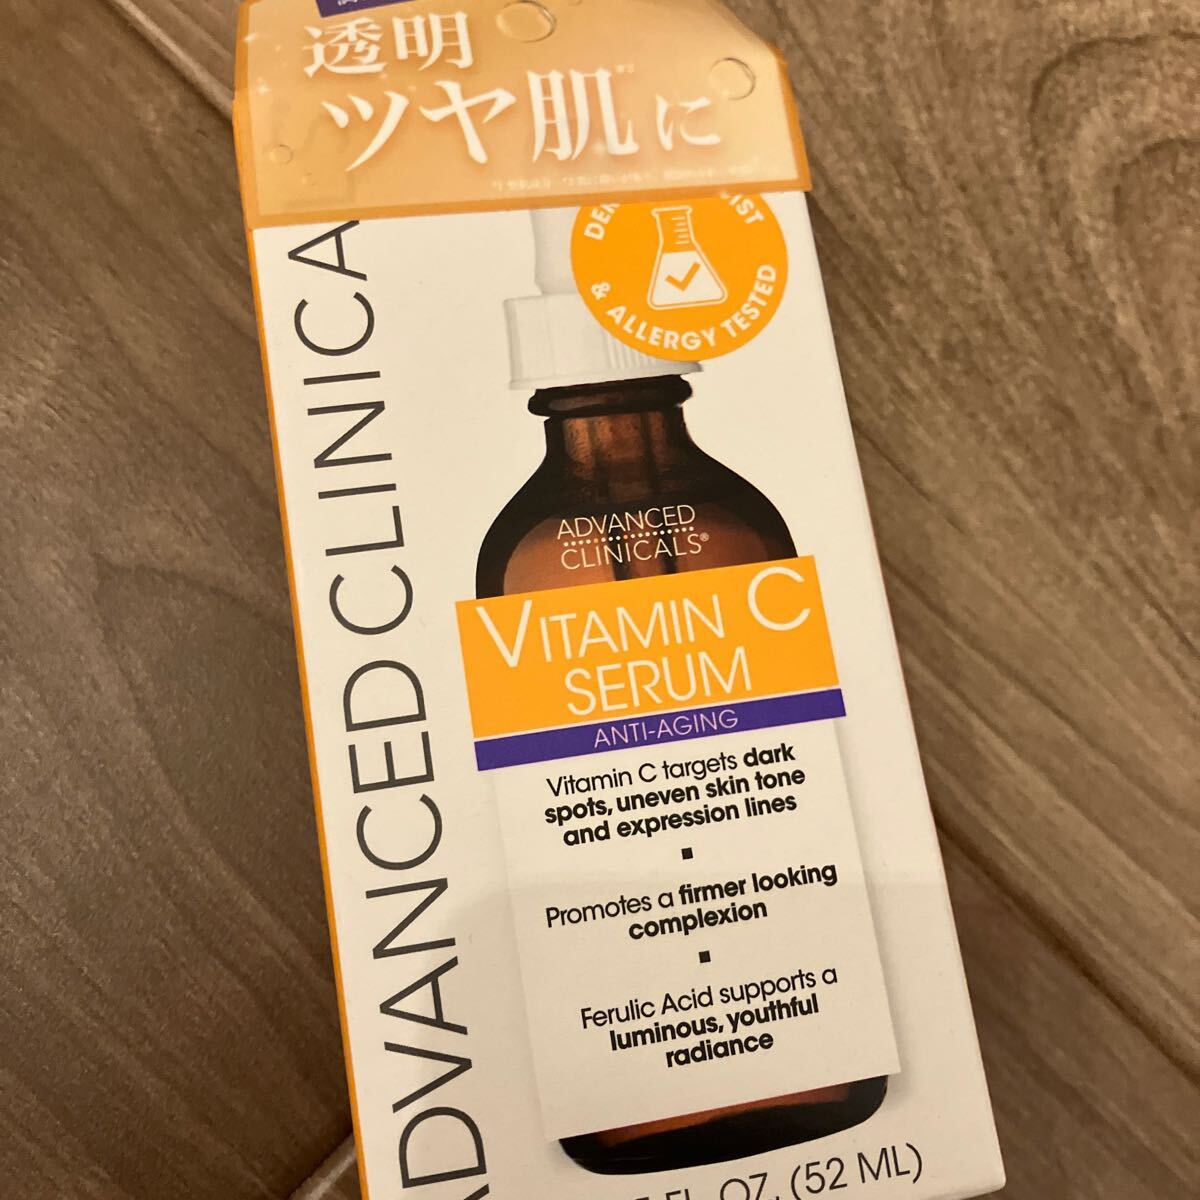 透明
ツヤ肌に
ADVANCED CLINICA
& ALLERGY TESTED
ADVANCED
CLINICALS®
VITAMIN C
SERUM
ANTI-AGING
Vitamin C targets dark
spots, uneven skin tone
and expression lines
Promotes a firmer looking
complexion
Ferulic Acid supports a
luminous, youthful
radiance
FL. OZ. (52 ML)